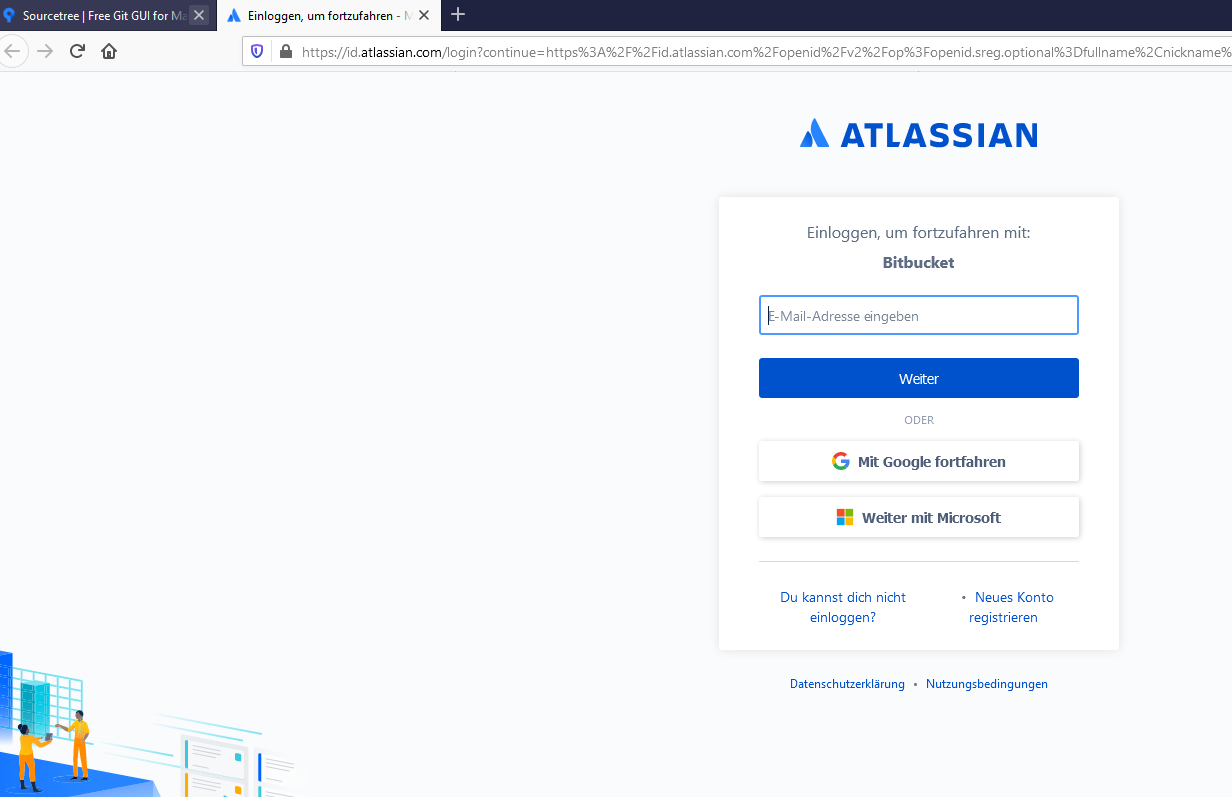 Sourcetree | Free Git GUI for Ma
Einloggen, um fortzufahren - M
https://id.atlassian.com/login?continue=https%3A%2F%2Fid.atlassian.com%2Fopenid%2Fv2%2Fop%3Fopenid.sreg.optional%3Dfullname%2Cnickname%
ATLASSIAN
Einloggen, um fortzufahren mit:
Bitbucket
E-Mail-Adresse eingeben
Weiter
ODER
Mit Google fortfahren
Weiter mit Microsoft
Du kannst dich nicht
einloggen?
• Neues Konto
registrieren
Datenschutzerklärung • Nutzungsbedingungen